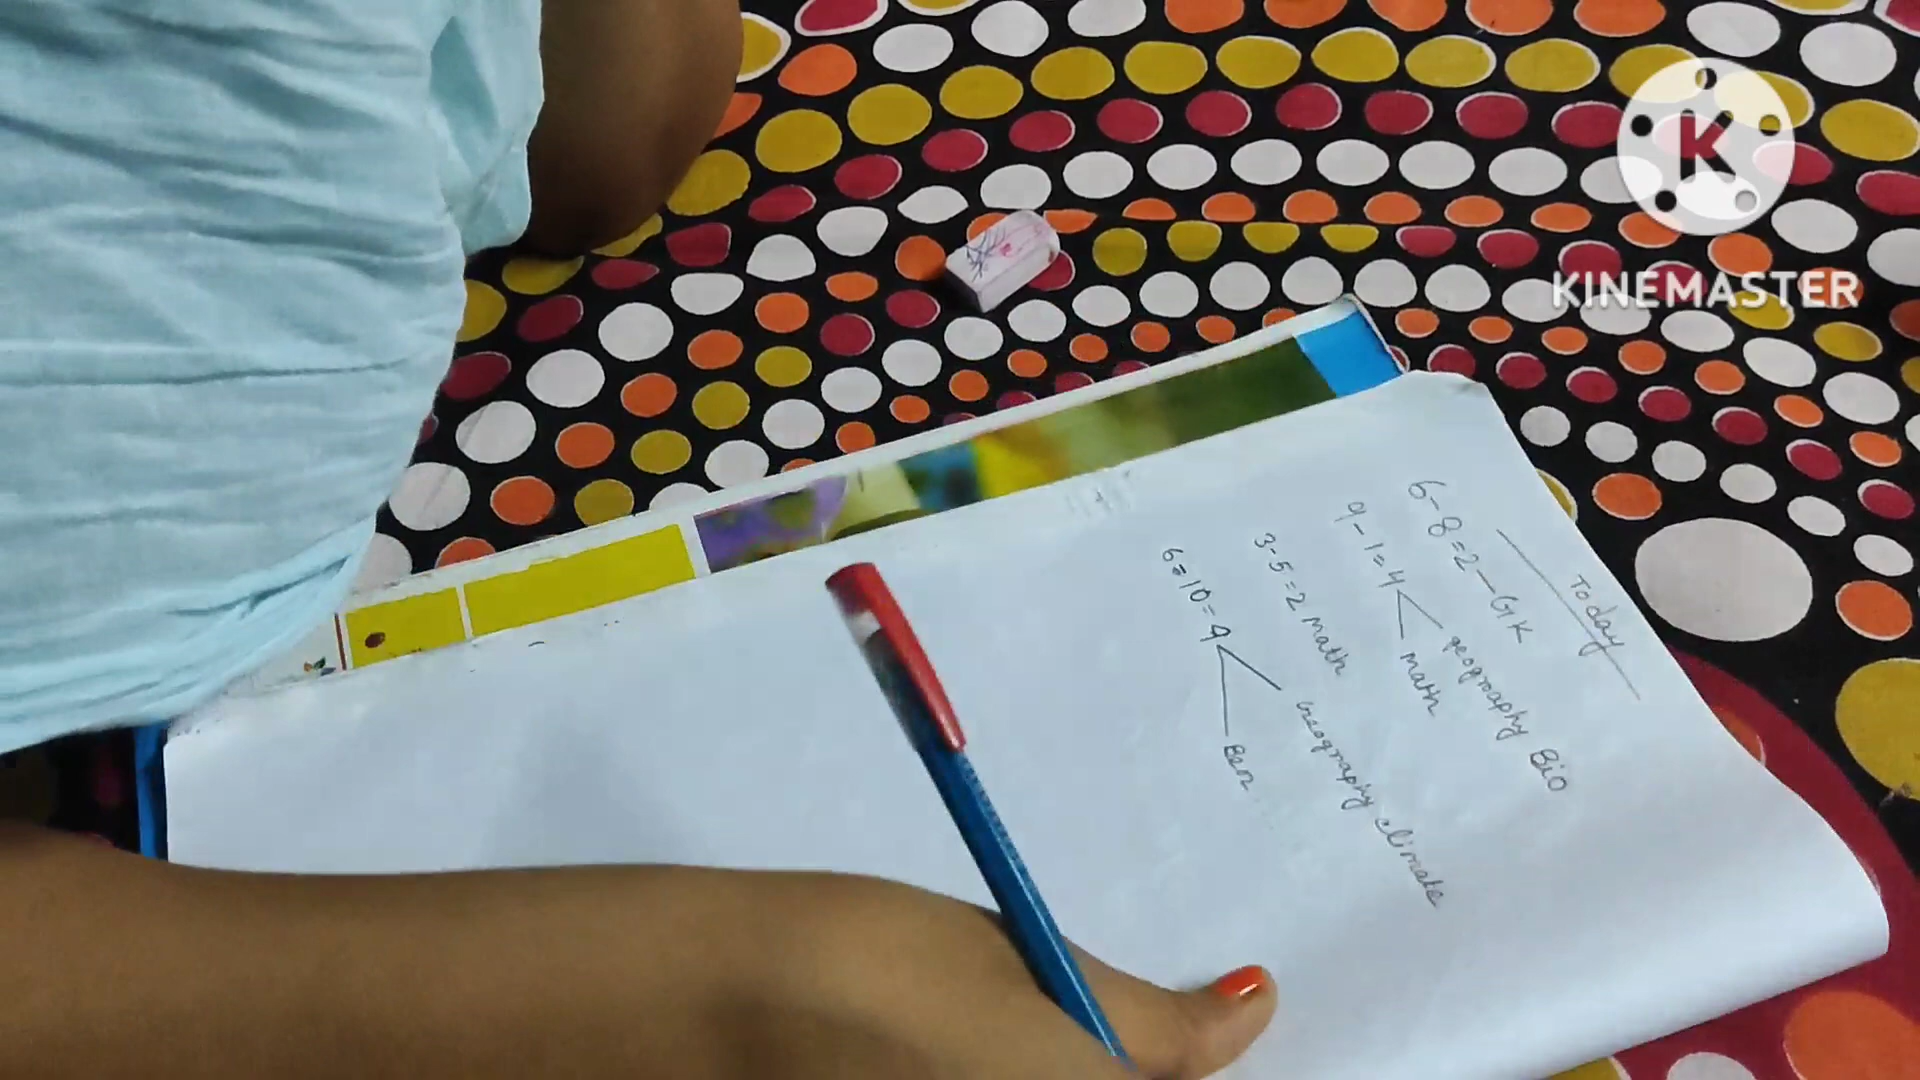 K
KINEMASTER
Today
6-8=2-GK
9-1=4 geography Bio
math
3-5=2 math
6=10=4 Geography climate
Ben